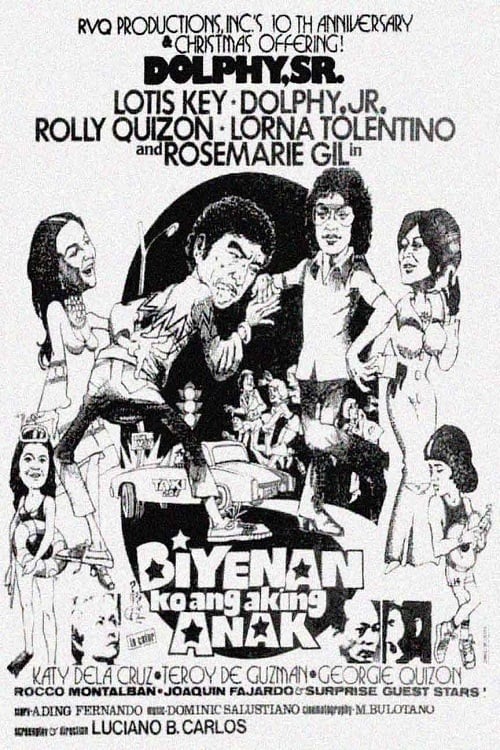 RVQ PRODUCTIONS, INC.'S 10TH ANNIVERSARY
& CHRISTMAS OFFERING!
DOLPHY, SR.
LOTIS KEY · DOLPHY, JR.
ROLLY QUIZON · LORNA TOLENTINO
and ROSEMARIE GIL in
TAXI
BIYENAN
ko ang aking
ANAK
in color
KATY DELA CRUZ · TEROY DE GUZMAN · GEORGIE QUIZON
ROCCO MONTALBAN · JOAQUIN FAJARDO & SURPRISE GUEST STARS
story ADING FERNANDO music DOMINIC SALUSTIANO cinematography M. BULOTANO
screenplay & direction LUCIANO B. CARLOS